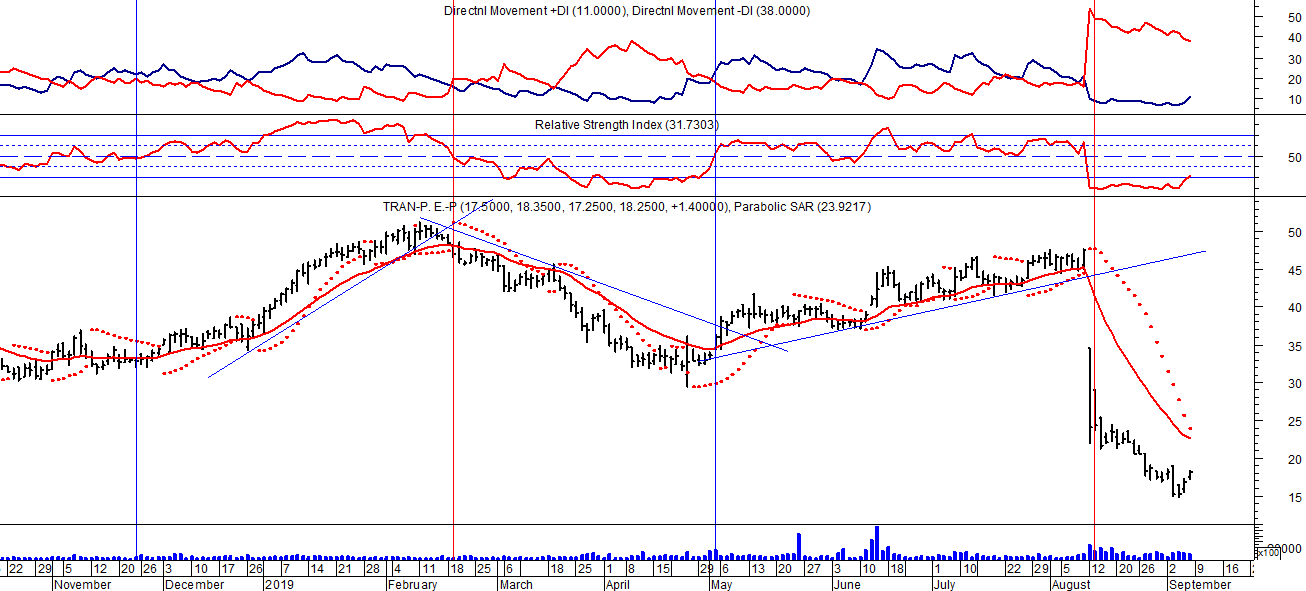 Directnl Movement +DI (11.0000), Directnl Movement -DI (38.0000)
50
40
30
20
10
Relative Strength Index (31.7303)
50
TRAN-P. E.-P (17.5000, 18.3500, 17.2500, 18.2500, +1.40000), Parabolic SAR (23.9217)
50
45
40
35
30
25
20
15
x100
22 29 5 12 20 26 3 10 17 26 7 14 21 28 4 11 18 25 6 18 25 1 8 15 29 6 13 20 27 3 10 18 1 10 22 29 5 12 20 26 2 9 16
November December 2019 February March April May June July August September